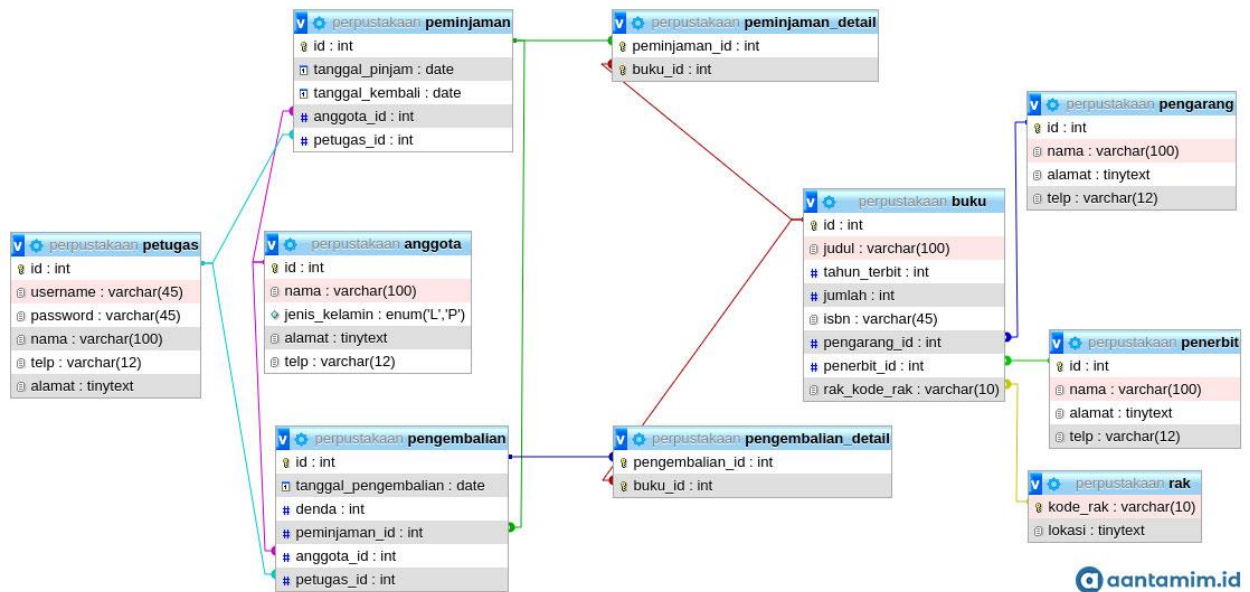 perpustakaan peminjaman
id : int
tanggal_pinjam : date
tanggal_kembali : date
anggota_id : int
petugas_id : int
perpustakaan peminjaman_detail
peminjaman_id : int
buku_id : int
perpustakaan pengarang
id : int
nama : varchar(100)
alamat : tinytext
telp : varchar(12)
perpustakaan buku
id : int
judul : varchar(100)
tahun_terbit : int
jumlah : int
isbn : varchar(45)
pengarang_id : int
penerbit_id : int
rak_kode_rak : varchar(10)
perpustakaan petugas
id : int
username : varchar(45)
password : varchar(45)
nama : varchar(100)
telp : varchar(12)
alamat : tinytext
perpustakaan anggota
id : int
nama : varchar(100)
jenis_kelamin : enum('L','P')
alamat : tinytext
telp : varchar(12)
perpustakaan penerbit
id : int
nama : varchar(100)
alamat : tinytext
telp : varchar(12)
perpustakaan pengembalian
id : int
tanggal_pengembalian : date
denda : int
peminjaman_id : int
anggota_id : int
petugas_id : int
perpustakaan pengembalian_detail
pengembalian_id : int
buku_id : int
perpustakaan rak
kode_rak : varchar(10)
lokasi : tinytext
aantamim.id